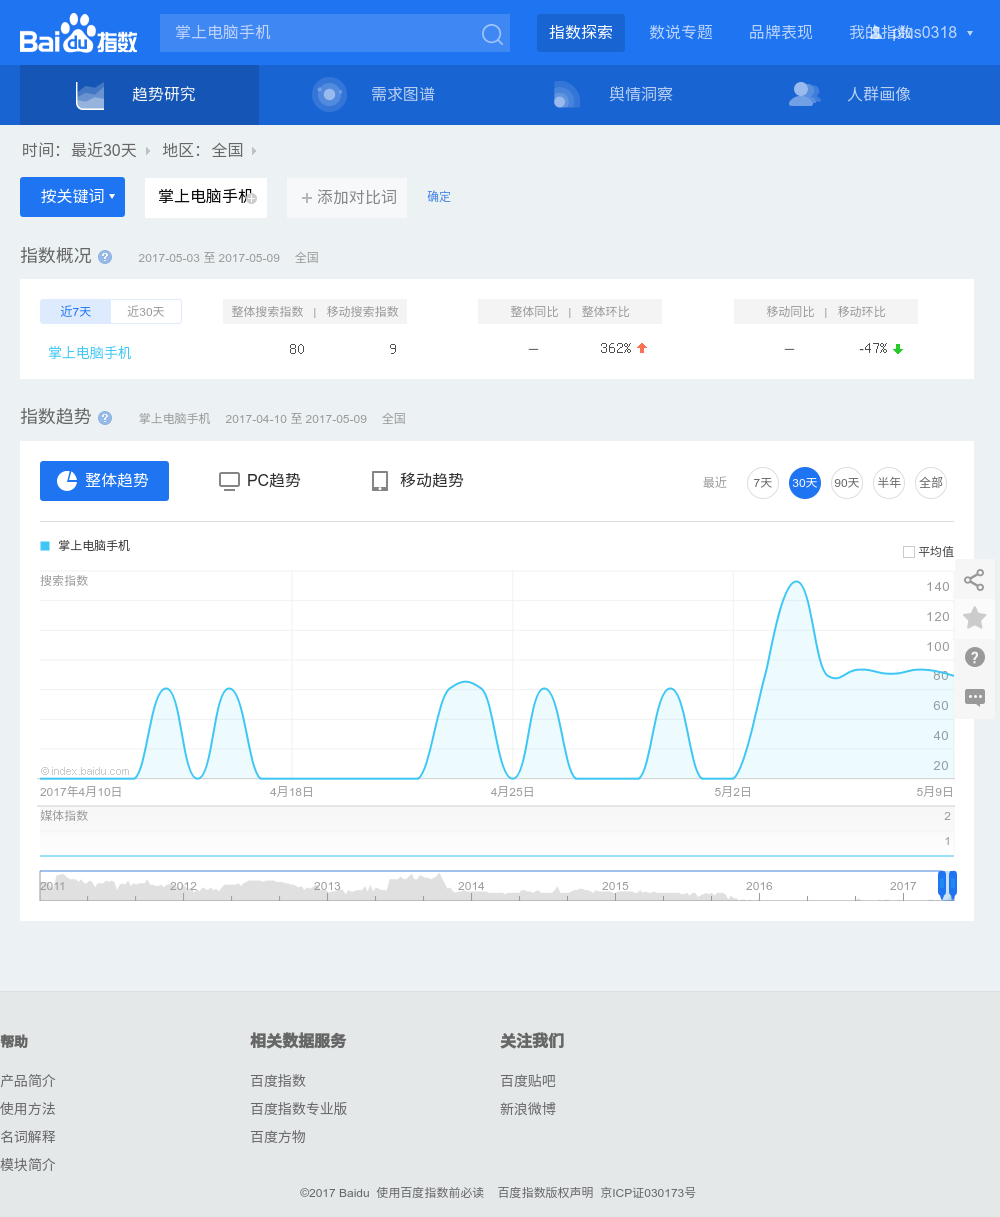 Bai du 指数
掌上电脑手机
指数探索 数说专题 品牌表现 我的指数 plus0318
趋势研究 需求图谱 舆情洞察 人群画像
时间: 最近30天 地区: 全国
按关键词 掌上电脑手机 + 添加对比词 确定
指数概况 ? 2017-05-03 至 2017-05-09 全国
近7天 近30天 整体搜索指数 | 移动搜索指数 整体同比 | 整体环比 移动同比 | 移动环比
掌上电脑手机 80 9 — 362% — -47%
指数趋势 ? 掌上电脑手机 2017-04-10 至 2017-05-09 全国
整体趋势 PC趋势 移动趋势 最近 7天 30天 90天 半年 全部
掌上电脑手机
平均值
搜索指数
140
120
100
80
60
40
20
©index.baidu.com
2017年4月10日 4月18日 4月25日 5月2日 5月9日
媒体指数 2
1
2011 2012 2013 2014 2015 2016 2017
帮助 相关数据服务 关注我们
产品简介 百度指数 百度贴吧
使用方法 百度指数专业版 新浪微博
名词解释 百度方物
模块简介
©2017 Baidu 使用百度指数前必读 百度指数版权声明 京ICP证030173号